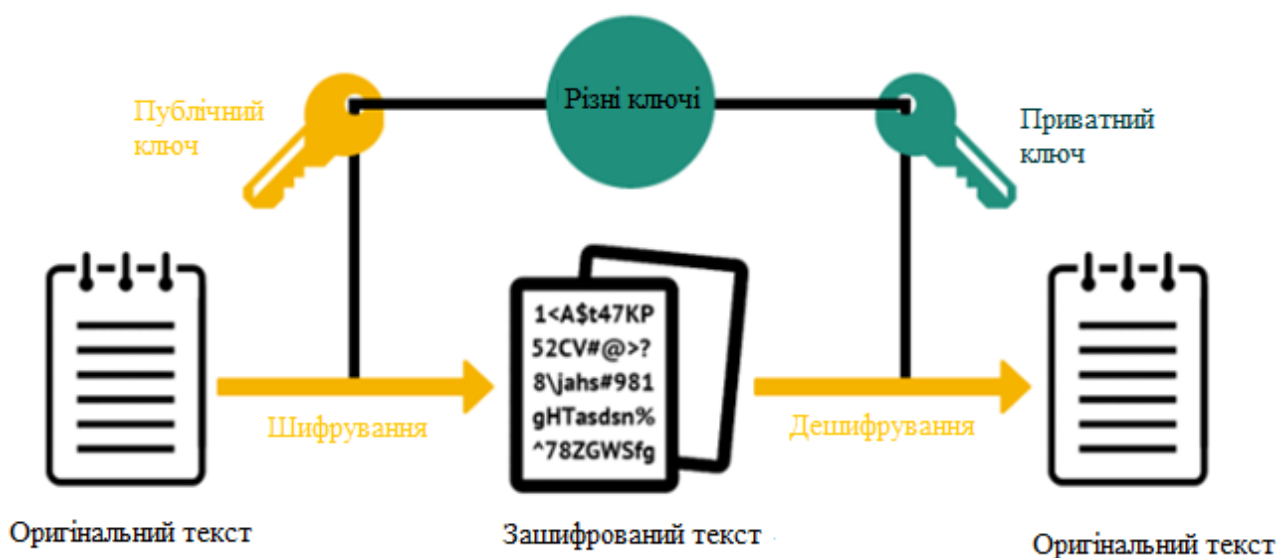 Різні ключі
Публічний
ключ
Приватний
ключ
1<A$t47KP
52CV#@>?
8\jahs#981
gHTasdsn%
^78ZGWSfg
Шифрування
Дешифрування
Оригінальний текст
Зашифрований текст
Оригінальний текст